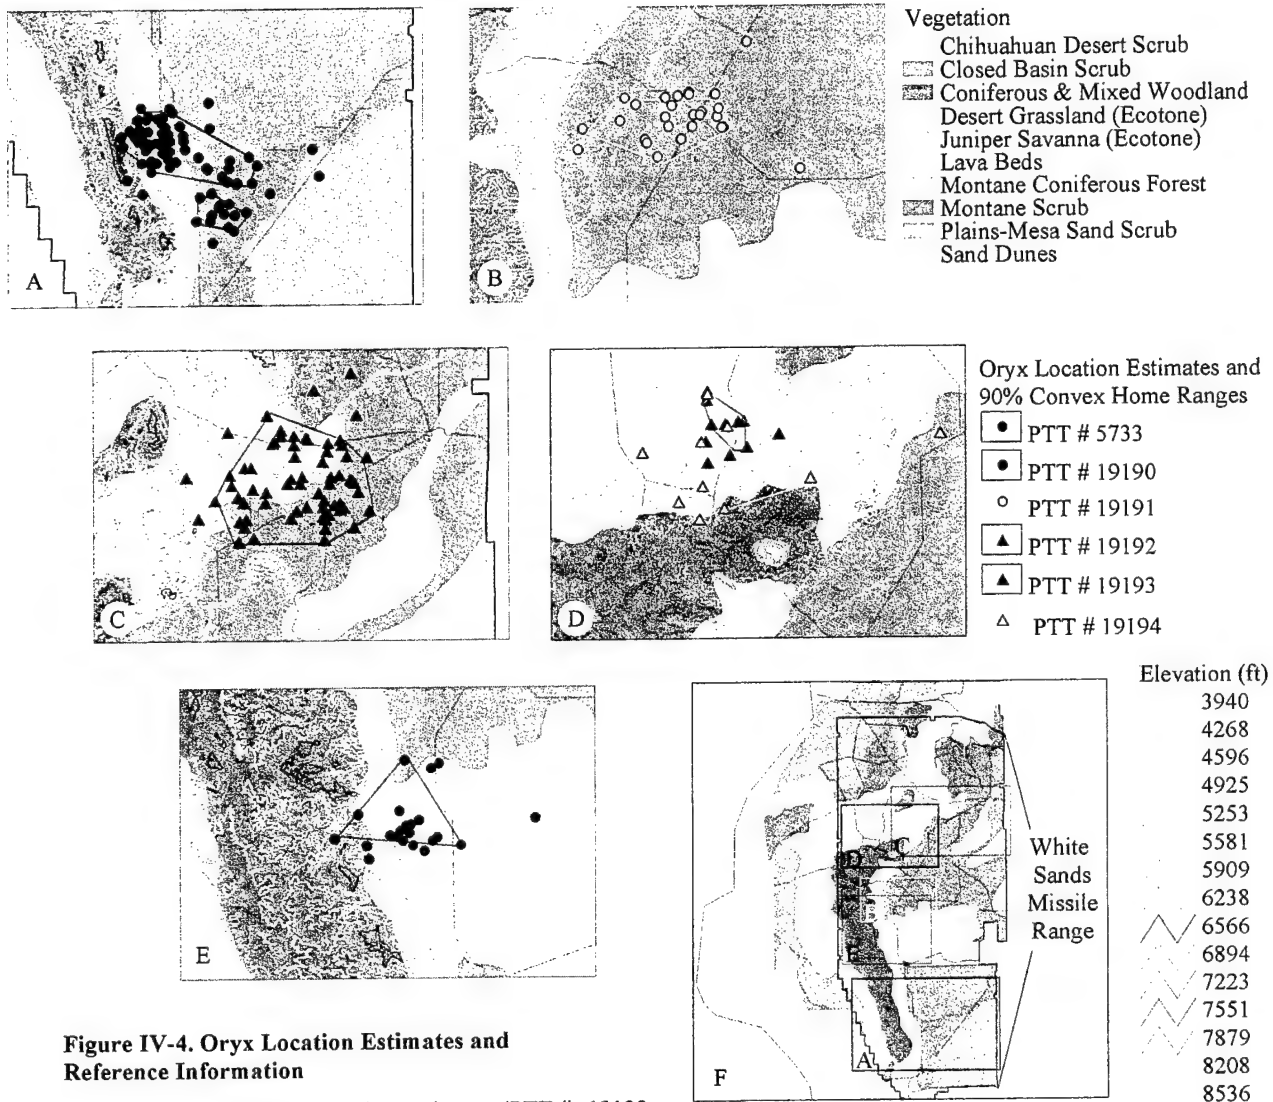 Vegetation
Chihuahuan Desert Scrub
Closed Basin Scrub
Coniferous & Mixed Woodland
Desert Grassland (Ecotone)
Juniper Savanna (Ecotone)
Lava Beds
Montane Coniferous Forest
Montane Scrub
Plains-Mesa Sand Scrub
Sand Dunes
A
B
C
D
Oryx Location Estimates and
90% Convex Home Ranges
PTT # 5733
PTT # 19190
PTT # 19191
PTT # 19192
PTT # 19193
PTT # 19194
E
F
D
C
E
A
White
Sands
Missile
Range
Elevation (ft)
3940
4268
4596
4925
5253
5581
5909
6238
6566
6894
7223
7551
7879
8208
8536
Figure IV-4. Oryx Location Estimates and
Reference Information